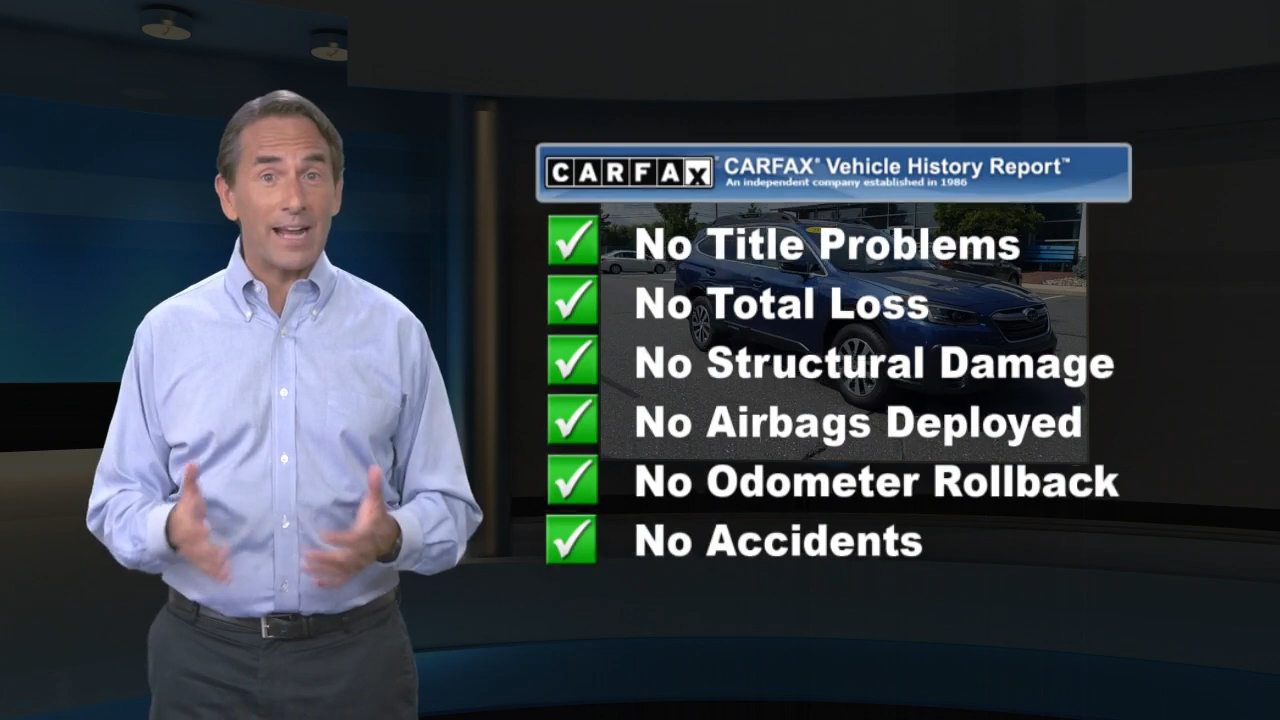 CARFAX CARFAX® Vehicle History Report™
An independent company established in 1986
No Title Problems
No Total Loss
No Structural Damage
No Airbags Deployed
No Odometer Rollback
No Accidents